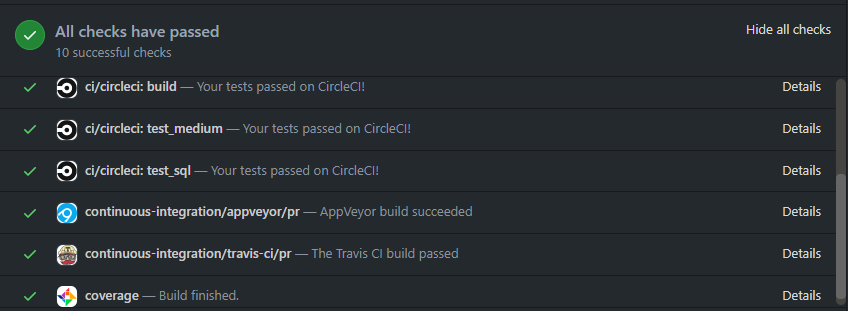 All checks have passed
Hide all checks
10 successful checks
ci/circleci: build — Your tests passed on CircleCI! Details
ci/circleci: test_medium — Your tests passed on CircleCI! Details
ci/circleci: test_sql — Your tests passed on CircleCI! Details
continuous-integration/appveyor/pr — AppVeyor build succeeded Details
continuous-integration/travis-ci/pr — The Travis CI build passed Details
coverage — Build finished. Details